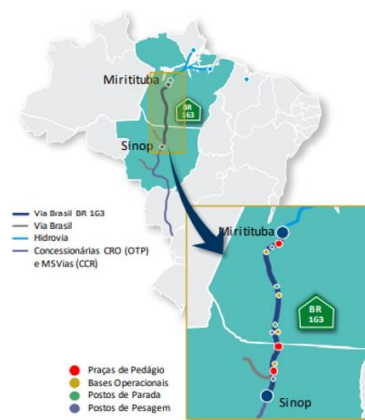 Miritituba
BR
163
Sinop
Via Brasil BR 163
Via Brasil
Hidrovia
Concessionárias CRO (OTP)
e MSVias (CCR)
Miritituba
BR
163
Sinop
Praças de Pedágio
Bases Operacionais
Postos de Parada
Postos de Pesagem